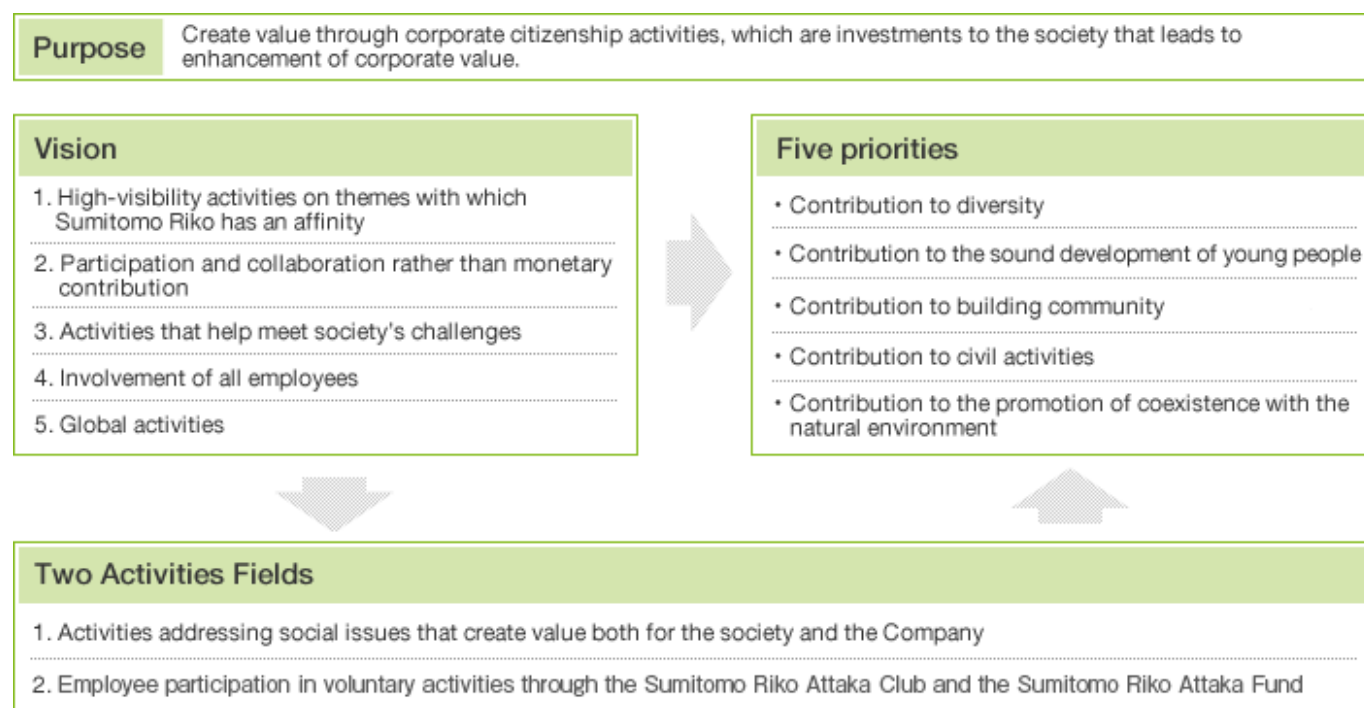 Purpose
Create value through corporate citizenship activities, which are investments to the society that leads to
enhancement of corporate value.
Vision
1. High-visibility activities on themes with which
Sumitomo Riko has an affinity
2. Participation and collaboration rather than monetary
contribution
3. Activities that help meet society's challenges
4. Involvement of all employees
5. Global activities
Five priorities
• Contribution to diversity
• Contribution to the sound development of young people
• Contribution to building community
• Contribution to civil activities
• Contribution to the promotion of coexistence with the
natural environment
Two Activities Fields
1. Activities addressing social issues that create value both for the society and the Company
2. Employee participation in voluntary activities through the Sumitomo Riko Attaka Club and the Sumitomo Riko Attaka Fund